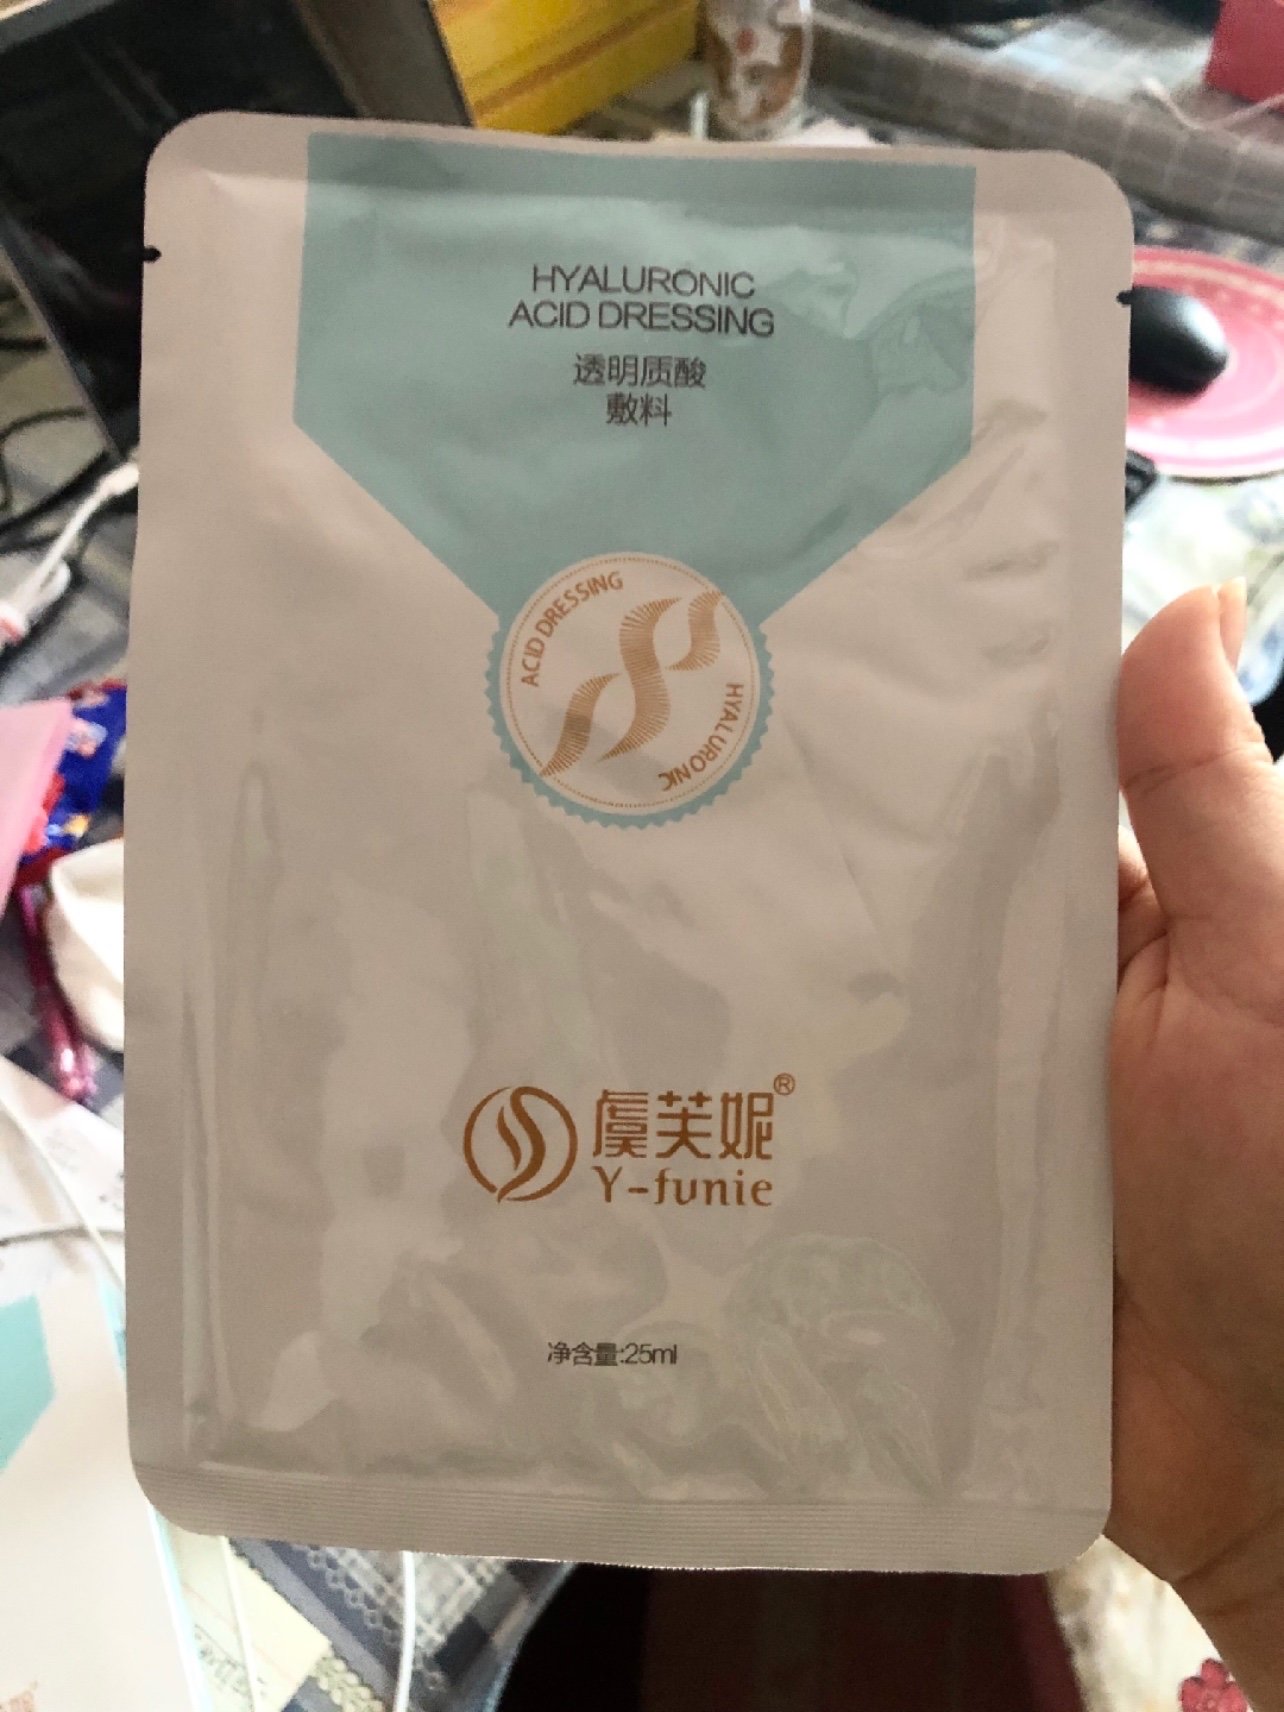 HYALURONIC
ACID DRESSING
透明质酸
敷料
ACID DRESSING
HYALURONIC
虞芙妮®
Y-funie
净含量:25ml